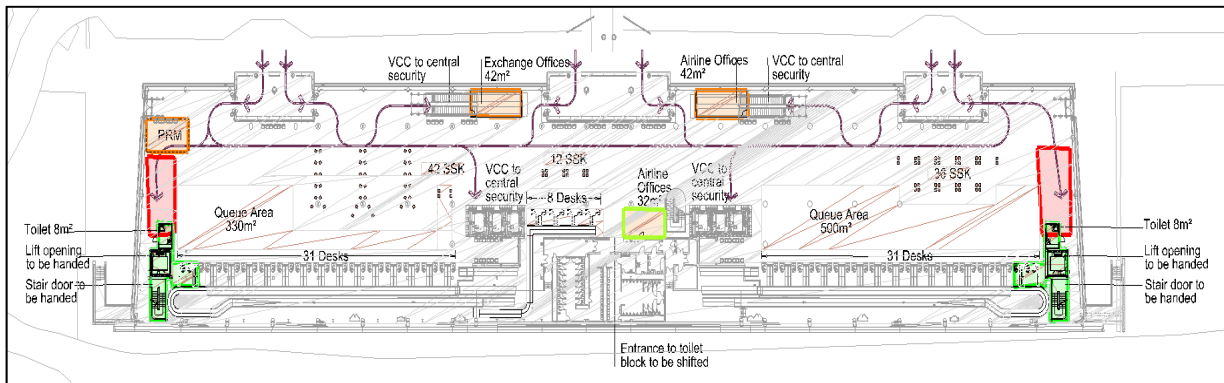 VCC to central
security
Exchange Offices
42m²
Airline Offices
42m²
VCC to central
security
PRM
42 SSK
VCC to
central
security
12 SSK
8 Desks
Airline
Offices
32m²
VCC to
central
security
36 SSK
Queue Area
330m²
Queue Area
500m²
Toilet 8m²
Lift opening
to be handed
Stair door to
be handed
31 Desks
31 Desks
Toilet 8m²
Lift opening
to be handed
Stair door to
be handed
Entrance to toilet
block to be shifted